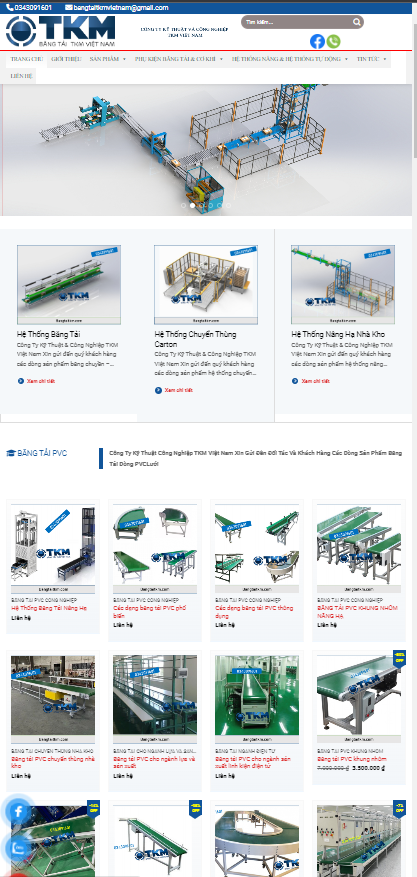 0343091601 bangtaitkmvietnam@gmail.com
TKM
BĂNG TẢI TKM VIỆT NAM
CÔNG TY KỸ THUẬT VÀ CÔNG NGHIỆP
TKM VIỆT NAM
Tìm kiếm...
TRANG CHỦ GIỚI THIỆU SẢN PHẨM PHỤ KIỆN BĂNG TẢI & CƠ KHÍ HỆ THỐNG NÂNG & HỆ THỐNG TỰ ĐỘNG TIN TỨC
LIÊN HỆ
Hệ Thống Băng Tải
Công Ty Kỹ Thuật & Công Nghiệp TKM
Việt Nam Xin gửi đến quý khách hàng
các dòng sản phẩm băng chuyền –...
Xem chi tiết
Hệ Thống Chuyển Thùng
Carton
Công Ty Kỹ Thuật & Công Nghiệp TKM
Việt Nam Xin gửi đến quý khách hàng
các dòng sản phẩm hệ thống chuyển...
Xem chi tiết
Hệ Thống Nâng Hạ Nhà Kho
Công Ty Kỹ Thuật & Công Nghiệp TKM
Việt Nam Xin gửi đến quý khách hàng
các dòng sản phẩm hệ thống nâng...
Xem chi tiết
BĂNG TẢI PVC
Công Ty Kỹ Thuật Công Nghiệp TKM Việt Nam Xin Gửi Đến Đối Tác Và Khách Hàng Các Dòng Sản Phẩm Băng
Tải Dòng PVCLưới
BĂNG TẢI PVC CÔNG NGHIỆP
Hệ Thống Băng Tải Nâng Hạ
Liên hệ
BĂNG TẢI PVC CÔNG NGHIỆP
Các dạng băng tải PVC phổ
biến
Liên hệ
BĂNG TẢI PVC CÔNG NGHIỆP
Các dạng băng tải PVC thông
dụng
Liên hệ
BĂNG TẢI PVC CÔNG NGHIỆP
BĂNG TẢI PVC KHUNG NHÔM
NÂNG HẠ
Liên hệ
BĂNG TẢI CHUYỂN THÙNG NHÀ KHO
Băng tải PVC chuyển thùng nhà
kho
Liên hệ
BĂNG TẢI CHO NGÀNH LỰA VÀ SẢN...
Băng tải PVC cho ngành lựa và
sản xuất
Liên hệ
BĂNG TẢI NGÀNH ĐIỆN TỬ
Băng tải PVC cho ngành sản
xuất linh kiện điện tử
Liên hệ
BĂNG TẢI PVC KHUNG NHÔM
Băng tải PVC khung nhôm
3.500.000 ₫